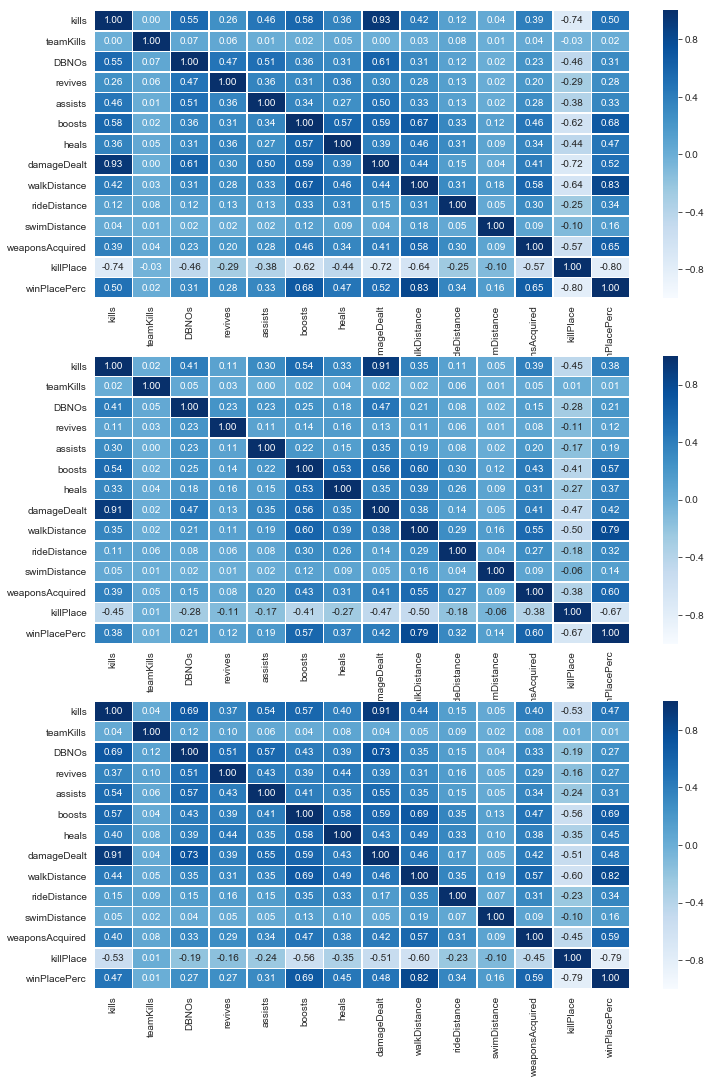 kills 1.00 0.00 0.55 0.26 0.46 0.58 0.36 0.93 0.42 0.12 0.04 0.39 -0.74 0.50
teamKills 0.00 1.00 0.07 0.06 0.01 0.02 0.05 0.00 0.03 0.08 0.01 0.04 -0.03 0.02
DBNOs 0.55 0.07 1.00 0.47 0.51 0.36 0.31 0.61 0.31 0.12 0.02 0.23 -0.46 0.31
revives 0.26 0.06 0.47 1.00 0.36 0.31 0.36 0.30 0.28 0.13 0.02 0.20 -0.29 0.28
assists 0.46 0.01 0.51 0.36 1.00 0.34 0.27 0.50 0.33 0.13 0.02 0.28 -0.38 0.33
boosts 0.58 0.02 0.36 0.31 0.34 1.00 0.57 0.59 0.67 0.33 0.12 0.46 -0.62 0.68
heals 0.36 0.05 0.31 0.36 0.27 0.57 1.00 0.39 0.46 0.31 0.09 0.34 -0.44 0.47
damageDealt 0.93 0.00 0.61 0.30 0.50 0.59 0.39 1.00 0.44 0.15 0.04 0.41 -0.72 0.52
walkDistance 0.42 0.03 0.31 0.28 0.33 0.67 0.46 0.44 1.00 0.31 0.18 0.58 -0.64 0.83
rideDistance 0.12 0.08 0.12 0.13 0.13 0.33 0.31 0.15 0.31 1.00 0.05 0.30 -0.25 0.34
swimDistance 0.04 0.01 0.02 0.02 0.02 0.12 0.09 0.04 0.18 0.05 1.00 0.09 -0.10 0.16
weaponsAcquired 0.39 0.04 0.23 0.20 0.28 0.46 0.34 0.41 0.58 0.30 0.09 1.00 -0.57 0.65
killPlace -0.74 -0.03 -0.46 -0.29 -0.38 -0.62 -0.44 -0.72 -0.64 -0.25 -0.10 -0.57 1.00 -0.80
winPlacePerc 0.50 0.02 0.31 0.28 0.33 0.68 0.47 0.52 0.83 0.34 0.16 0.65 -0.80 1.00
kills teamKills DBNOs revives assists boosts heals amageDealt alkDistance deDistance mDistance onsAcquired killPlace nPlacePerc
0.8
0.4
0.0
-0.4
-0.8
kills 1.00 0.02 0.41 0.11 0.30 0.54 0.33 0.91 0.35 0.11 0.05 0.39 -0.45 0.38
teamKills 0.02 1.00 0.05 0.03 0.00 0.02 0.04 0.02 0.02 0.06 0.01 0.05 0.01 0.01
DBNOs 0.41 0.05 1.00 0.23 0.23 0.25 0.18 0.47 0.21 0.08 0.02 0.15 -0.28 0.21
revives 0.11 0.03 0.23 1.00 0.11 0.14 0.16 0.13 0.11 0.06 0.01 0.08 -0.11 0.12
assists 0.30 0.00 0.23 0.11 1.00 0.22 0.15 0.35 0.19 0.08 0.02 0.20 -0.17 0.19
boosts 0.54 0.02 0.25 0.14 0.22 1.00 0.53 0.56 0.60 0.30 0.12 0.43 -0.41 0.57
heals 0.33 0.04 0.18 0.16 0.15 0.53 1.00 0.35 0.39 0.26 0.09 0.31 -0.27 0.37
damageDealt 0.91 0.02 0.47 0.13 0.35 0.56 0.35 1.00 0.38 0.14 0.05 0.41 -0.47 0.42
walkDistance 0.35 0.02 0.21 0.11 0.19 0.60 0.39 0.38 1.00 0.29 0.16 0.55 -0.50 0.79
rideDistance 0.11 0.06 0.08 0.06 0.08 0.30 0.26 0.14 0.29 1.00 0.04 0.27 -0.18 0.32
swimDistance 0.05 0.01 0.02 0.01 0.02 0.12 0.09 0.05 0.16 0.04 1.00 0.09 -0.06 0.14
weaponsAcquired 0.39 0.05 0.15 0.08 0.20 0.43 0.31 0.41 0.55 0.27 0.09 1.00 -0.38 0.60
killPlace -0.45 0.01 -0.28 -0.11 -0.17 -0.41 -0.27 -0.47 -0.50 -0.18 -0.06 -0.38 1.00 -0.67
winPlacePerc 0.38 0.01 0.21 0.12 0.19 0.57 0.37 0.42 0.79 0.32 0.14 0.60 -0.67 1.00
kills teamKills DBNOs revives assists boosts heals amageDealt alkDistance deDistance mDistance onsAcquired killPlace nPlacePerc
0.8
0.4
0.0
-0.4
-0.8
kills 1.00 0.04 0.69 0.37 0.54 0.57 0.40 0.91 0.44 0.15 0.05 0.40 -0.53 0.47
teamKills 0.04 1.00 0.12 0.10 0.06 0.04 0.08 0.04 0.05 0.09 0.02 0.08 0.01 0.01
DBNOs 0.69 0.12 1.00 0.51 0.57 0.43 0.39 0.73 0.35 0.15 0.04 0.33 -0.19 0.27
revives 0.37 0.10 0.51 1.00 0.43 0.39 0.44 0.39 0.31 0.16 0.05 0.29 -0.16 0.27
assists 0.54 0.06 0.57 0.43 1.00 0.41 0.35 0.55 0.35 0.15 0.05 0.34 -0.24 0.31
boosts 0.57 0.04 0.43 0.39 0.41 1.00 0.58 0.59 0.69 0.35 0.13 0.47 -0.56 0.69
heals 0.40 0.08 0.39 0.44 0.35 0.58 1.00 0.43 0.49 0.33 0.10 0.38 -0.35 0.45
damageDealt 0.91 0.04 0.73 0.39 0.55 0.59 0.43 1.00 0.46 0.17 0.05 0.42 -0.51 0.48
walkDistance 0.44 0.05 0.35 0.31 0.35 0.69 0.49 0.46 1.00 0.35 0.19 0.57 -0.60 0.82
rideDistance 0.15 0.09 0.15 0.16 0.15 0.35 0.33 0.17 0.35 1.00 0.07 0.31 -0.23 0.34
swimDistance 0.05 0.02 0.04 0.05 0.05 0.13 0.10 0.05 0.19 0.07 1.00 0.09 -0.10 0.16
weaponsAcquired 0.40 0.08 0.33 0.29 0.34 0.47 0.38 0.42 0.57 0.31 0.09 1.00 -0.45 0.59
killPlace -0.53 0.01 -0.19 -0.16 -0.24 -0.56 -0.35 -0.51 -0.60 -0.23 -0.10 -0.45 1.00 -0.79
winPlacePerc 0.47 0.01 0.27 0.27 0.31 0.69 0.45 0.48 0.82 0.34 0.16 0.59 -0.79 1.00
kills teamKills DBNOs revives assists boosts heals damageDealt walkDistance rideDistance swimDistance weaponsAcquired killPlace winPlacePerc
0.8
0.4
0.0
-0.4
-0.8